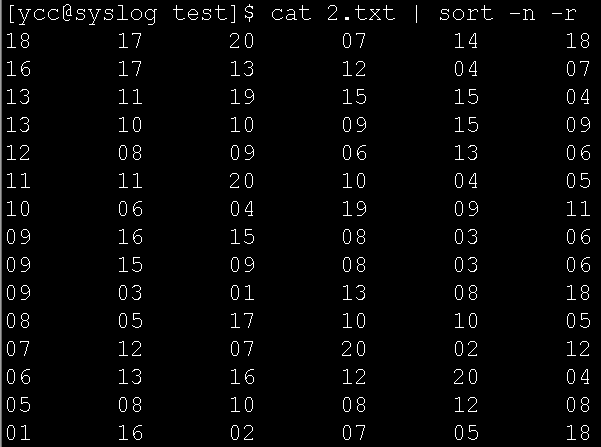 [ycc@syslog test]$ cat 2.txt | sort -n -r
18 17 20 07 14 18
16 17 13 12 04 07
13 11 19 15 15 04
13 10 10 09 15 09
12 08 09 06 13 06
11 11 20 10 04 05
10 06 04 19 09 11
09 16 15 08 03 06
09 15 09 08 03 06
09 03 01 13 08 18
08 05 17 10 10 05
07 12 07 20 02 12
06 13 16 12 20 04
05 08 10 08 12 08
01 16 02 07 05 18